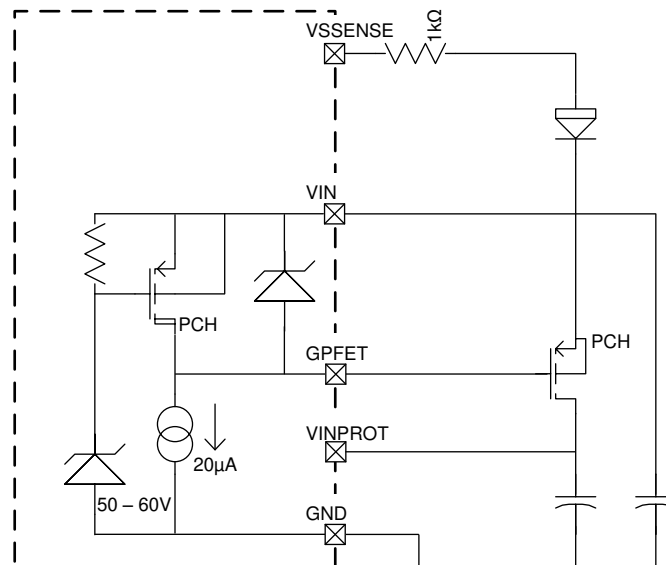 VSSENSE
1kΩ
VIN
PCH
PCH
GPFET
20µA
VINPROT
50 – 60V
GND